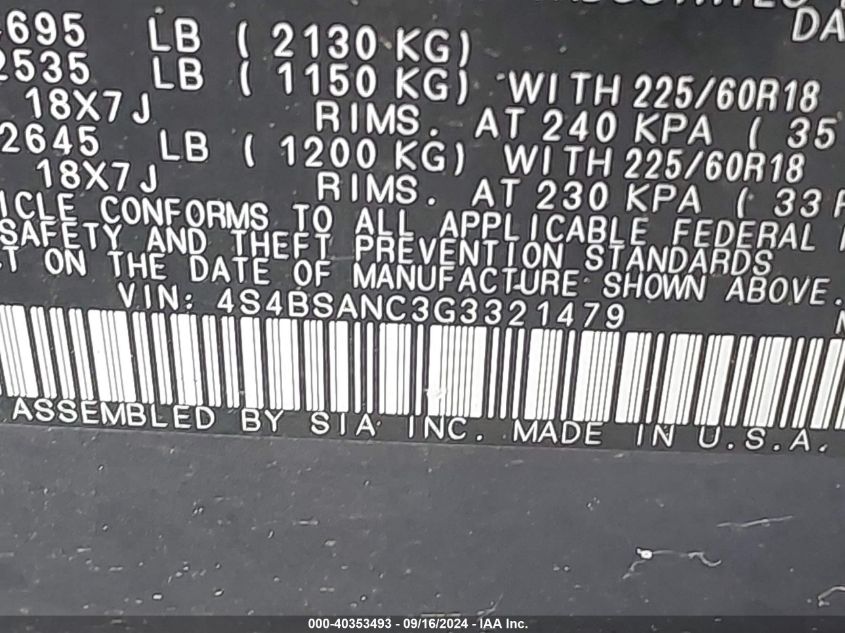 DA
695 LB ( 2130 KG)
2535 LB ( 1150 KG) WITH 225/60R18
18X7J RIMS. AT 240 KPA ( 35
2645 LB ( 1200 KG) WITH 225/60R18
18X7J RIMS. AT 230 KPA ( 33 P
ICLE CONFORMS TO ALL APPLICABLE FEDERAL
SAFETY AND THEFT PREVENTION STANDARDS
T ON THE DATE OF MANUFACTURE SHOWN ABOVE.
VIN: 4S4BSANC3G3321479
ASSEMBLED BY SIA INC. MADE IN U.S.A.
000-40353493 - 09/16/2024 - IAA Inc.